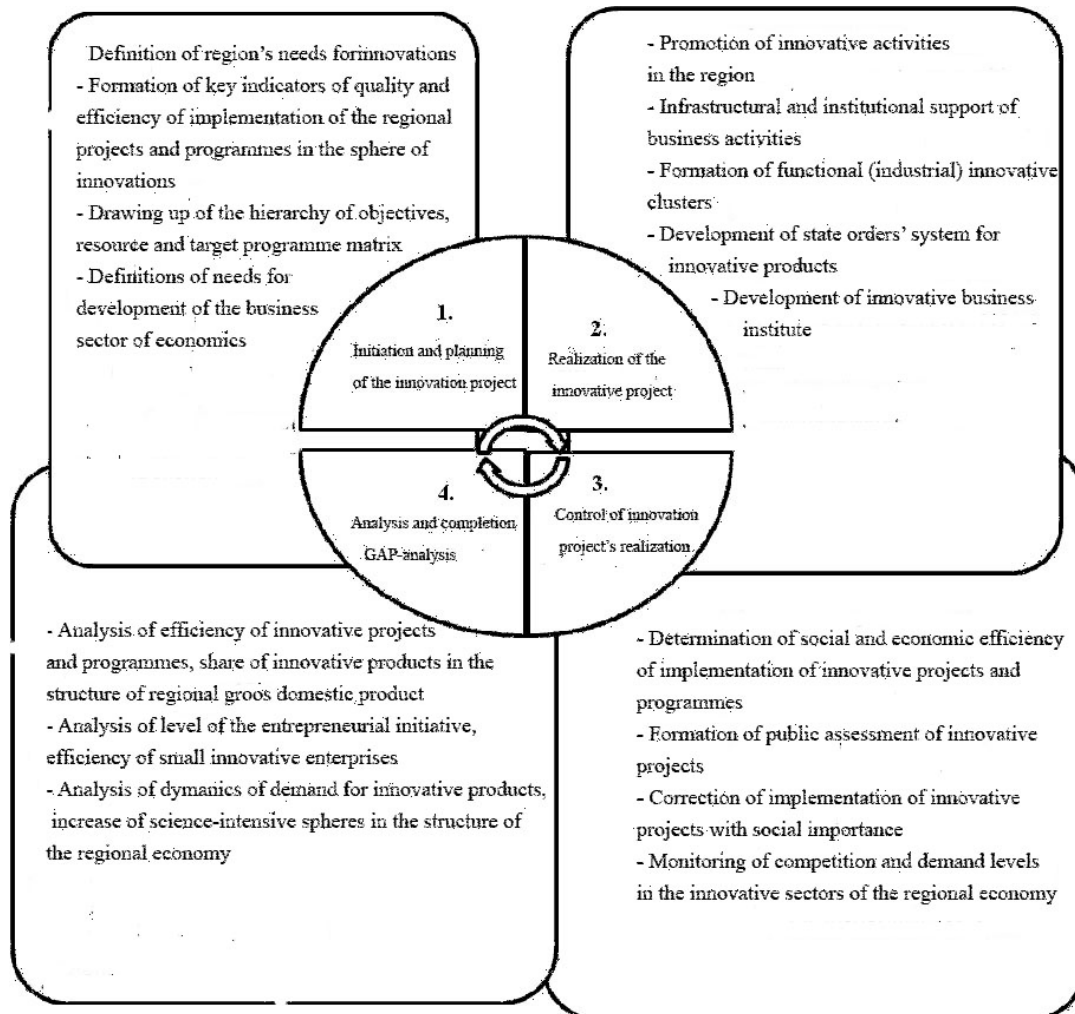 Definition of region's needs forinnovations
- Formation of key indicators of quality and
efficiency of implementation of the regional
projects and programmes in the sphere of
innovations
- Drawing up of the hierarchy of objectives,
resource and target programme matrix
- Definitions of needs for
development of the business
sector of economics
- Promotion of innovative activities
in the region
- Infrastructural and institutional support of
business activities
- Formation of functional (industrial) innovative
clusters
- Development of state orders' system for
innovative products
- Development of innovative business
institute
1.
Initiation and planning
of the innovation project
2.
Realization of the
innovative project
3.
Control of innovation
project's realization
4.
Analysis and completion
GAP-analysis
- Analysis of efficiency of innovative projects
and programmes, share of innovative products in the
structure of regional groos domestic product
- Analysis of level of the entrepreneurial initiative,
efficiency of small innovative enterprises
- Analysis of dymanics of demand for innovative products,
increase of science-intensive spheres in the structure of
the regional economy
- Determination of social and economic efficiency
of implementation of innovative projects and
programmes
- Formation of public assessment of innovative
projects
- Correction of implementation of innovative
projects with social importance
- Monitoring of competition and demand levels
in the innovative sectors of the regional economy